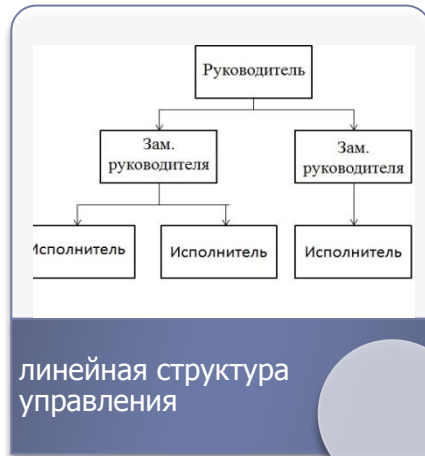 Руководитель
Зам.
руководителя
Зам.
руководителя
Исполнитель
Исполнитель
Исполнитель
линейная структура
управления